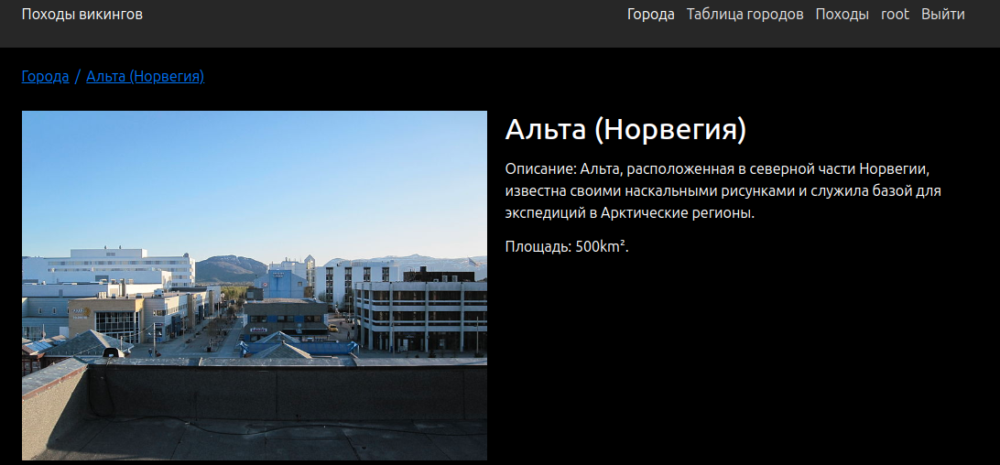 Походы викингов
Города Таблица городов Походы root Выйти
Города / Альта (Норвегия)
Альта (Норвегия)
Описание: Альта, расположенная в северной части Норвегии,
известна своими наскальными рисунками и служила базой для
экспедиций в Арктические регионы.
Площадь: 500km².